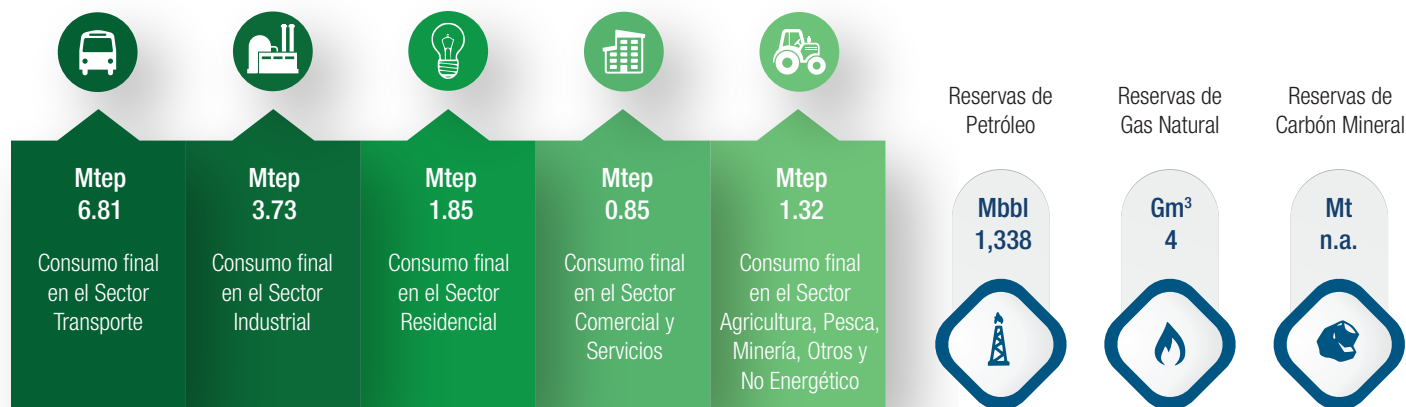 Mtep
6.81
Consumo final
en el Sector
Transporte
Mtep
3.73
Consumo final
en el Sector
Industrial
Mtep
1.85
Consumo final
en el Sector
Residencial
Mtep
0.85
Consumo final
en el Sector
Comercial y
Servicios
Mtep
1.32
Consumo final
en el Sector
Agricultura, Pesca,
Minería, Otros y
No Energético
Reservas de
Petróleo
Mbbl
1,338
Reservas de
Gas Natural
Gm³
4
Reservas de
Carbón Mineral
Mt
n.a.